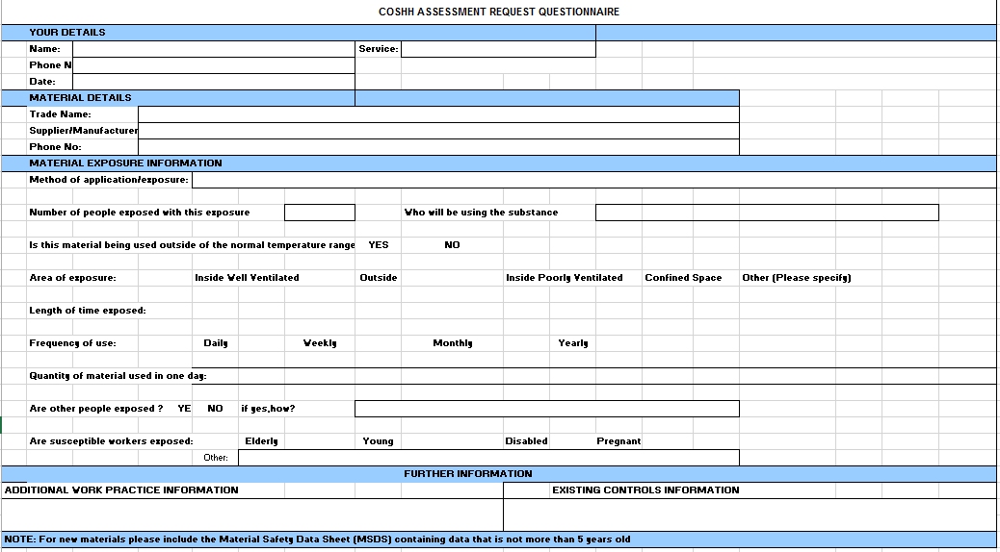 COSHH ASSESSMENT REQUEST QUESTIONNAIRE
YOUR DETAILS
Name: Service:
Phone N
Date:
MATERIAL DETAILS
Trade Name:
Supplier/Manufacturer
Phone No:
MATERIAL EXPOSURE INFORMATION
Method of application/exposure:
Number of people exposed with this exposure Who will be using the substance
Is this material being used outside of the normal temperature range YES NO
Area of exposure: Inside Well Ventilated Outside Inside Poorly Ventilated Confined Space Other (Please specify)
Length of time exposed:
Frequency of use: Daily Weekly Monthly Yearly
Quantity of material used in one day:
Are other people exposed ? YE NO if yes,how?
Are susceptible workers exposed: Elderly Young Disabled Pregnant
Other:
FURTHER INFORMATION
ADDITIONAL WORK PRACTICE INFORMATION EXISTING CONTROLS INFORMATION
NOTE: For new materials please include the Material Safety Data Sheet (MSDS) containing data that is not more than 5 years old